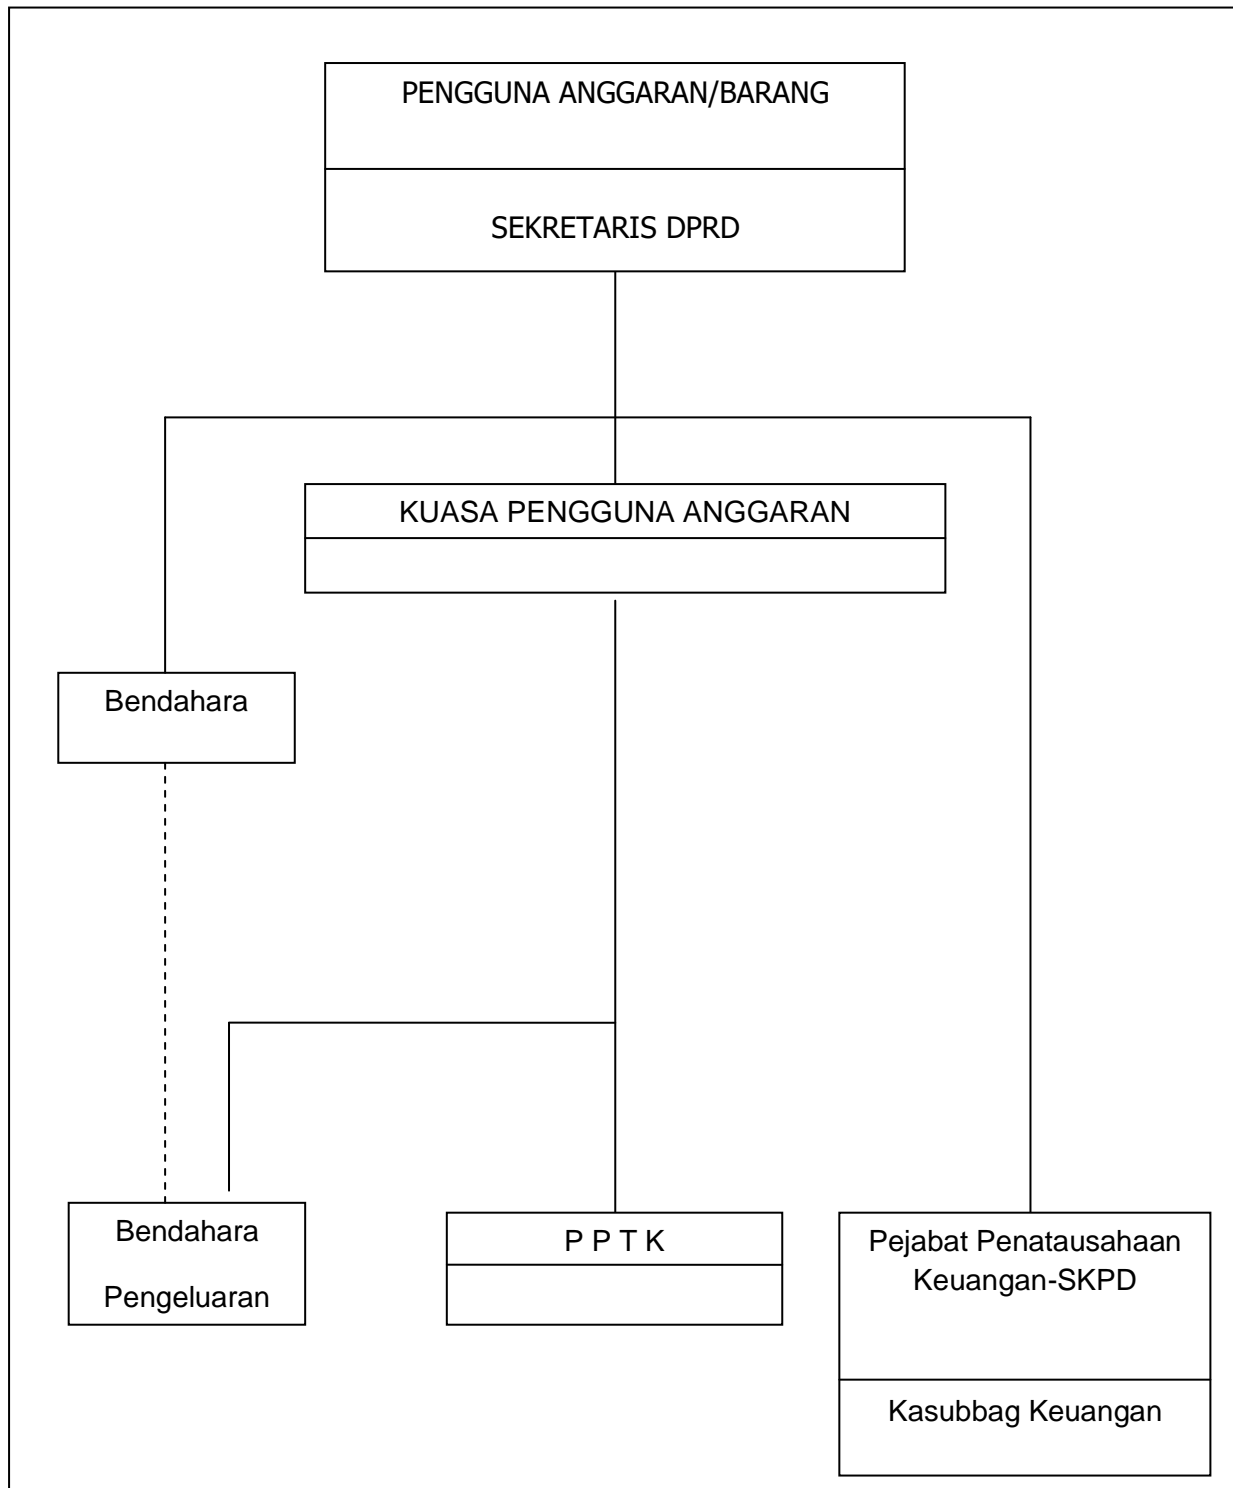 PENGGUNA ANGGARAN/BARANG
SEKRETARIS DPRD
KUASA PENGGUNA ANGGARAN
Bendahara
Bendahara
Pengeluaran
P P T K
Pejabat Penatausahaan
Keuangan-SKPD
Kasubbag Keuangan